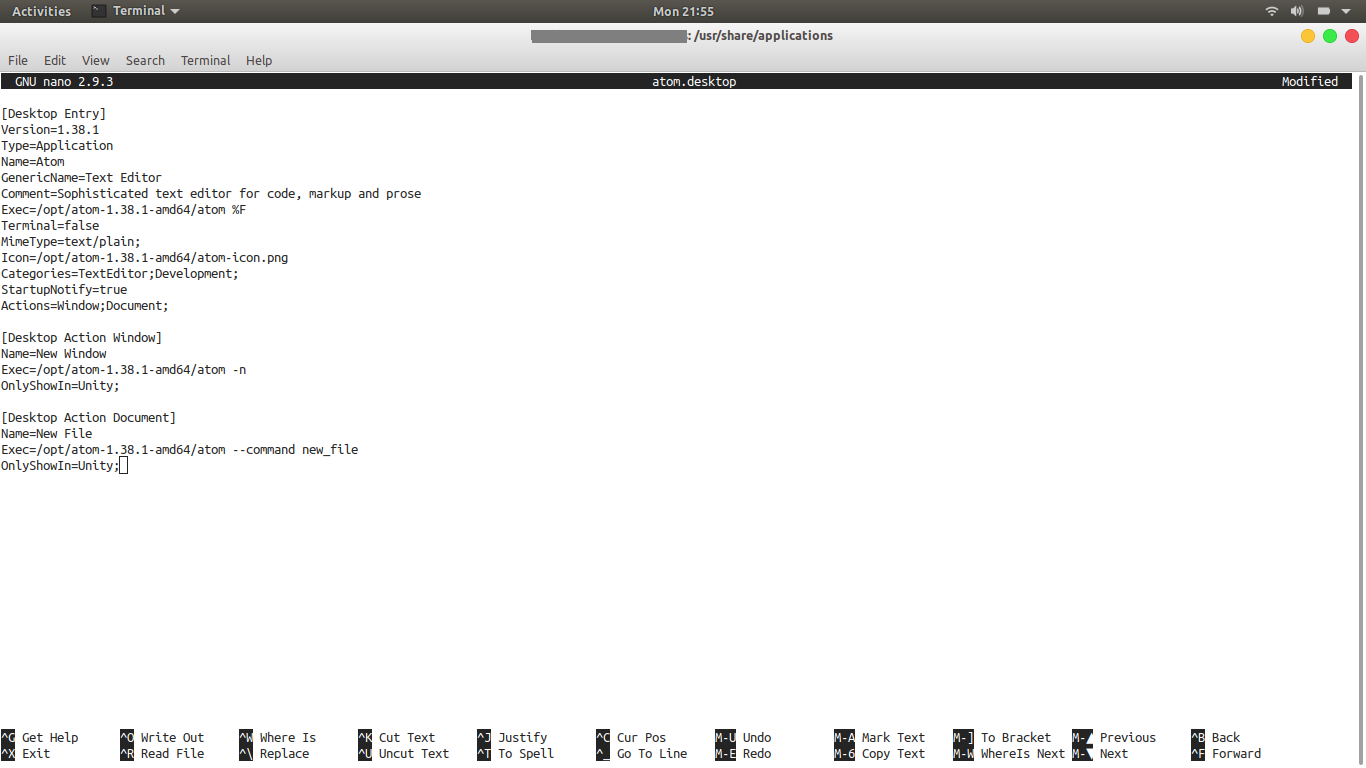 Activities Terminal Mon 21:55
: /usr/share/applications
File Edit View Search Terminal Help
GNU nano 2.9.3 atom.desktop Modified
[Desktop Entry]
Version=1.38.1
Type=Application
Name=Atom
GenericName=Text Editor
Comment=Sophisticated text editor for code, markup and prose
Exec=/opt/atom-1.38.1-amd64/atom %F
Terminal=false
MimeType=text/plain;
Icon=/opt/atom-1.38.1-amd64/atom-icon.png
Categories=TextEditor;Development;
StartupNotify=true
Actions=Window;Document;
[Desktop Action Window]
Name=New Window
Exec=/opt/atom-1.38.1-amd64/atom -n
OnlyShowIn=Unity;
[Desktop Action Document]
Name=New File
Exec=/opt/atom-1.38.1-amd64/atom --command new_file
OnlyShowIn=Unity;
^G Get Help ^O Write Out ^W Where Is ^K Cut Text ^J Justify ^C Cur Pos M-U Undo M-A Mark Text M-] To Bracket M-▲ Previous ^B Back
^X Exit ^R Read File ^\ Replace ^U Uncut Text ^T To Spell ^_ Go To Line M-E Redo M-6 Copy Text M-W WhereIs Next M-▼ Next ^F Forward